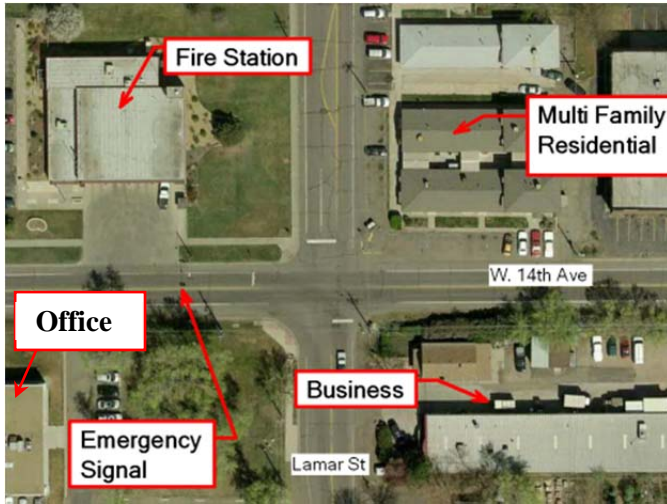 Fire Station
Multi Family
Residential
W. 14th Ave
Office
Business
Emergency
Signal
Lamar St